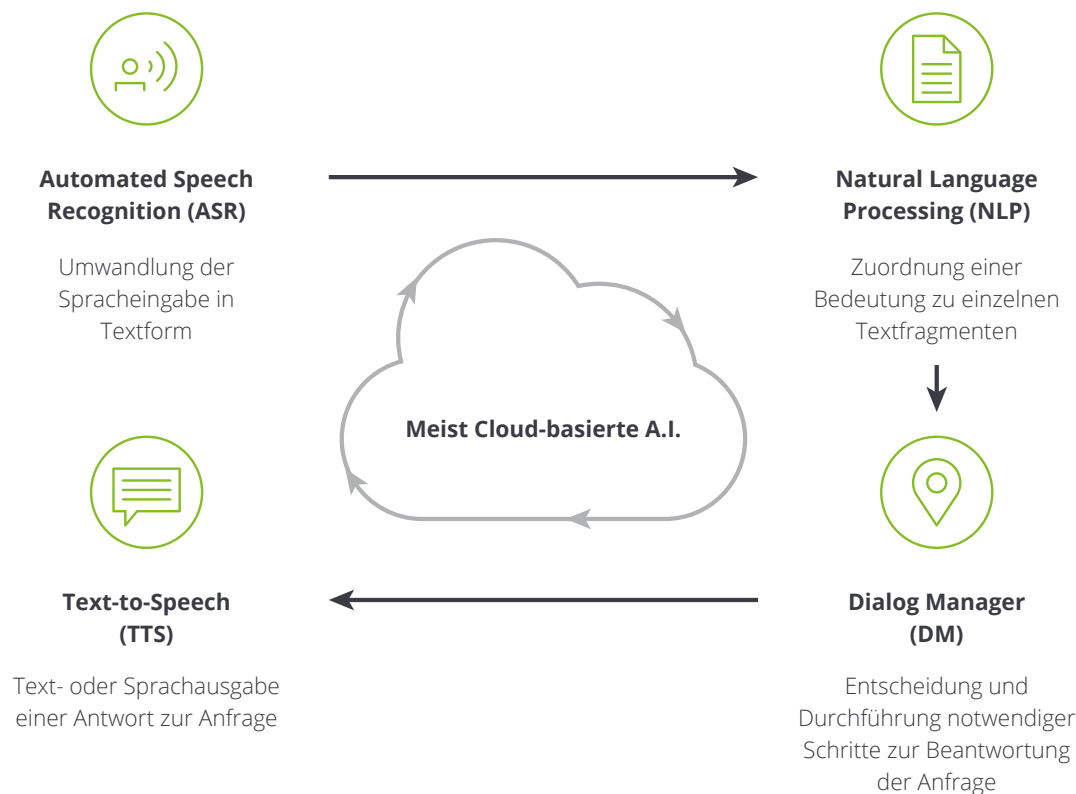 Automated Speech
Recognition (ASR)
Umwandlung der
Spracheingabe in
Textform
Natural Language
Processing (NLP)
Zuordnung einer
Bedeutung zu einzelnen
Textfragmenten
Meist Cloud-basierte A.I.
Text-to-Speech
(TTS)
Text- oder Sprachausgabe
einer Antwort zur Anfrage
Dialog Manager
(DM)
Entscheidung und
Durchführung notwendiger
Schritte zur Beantwortung
der Anfrage